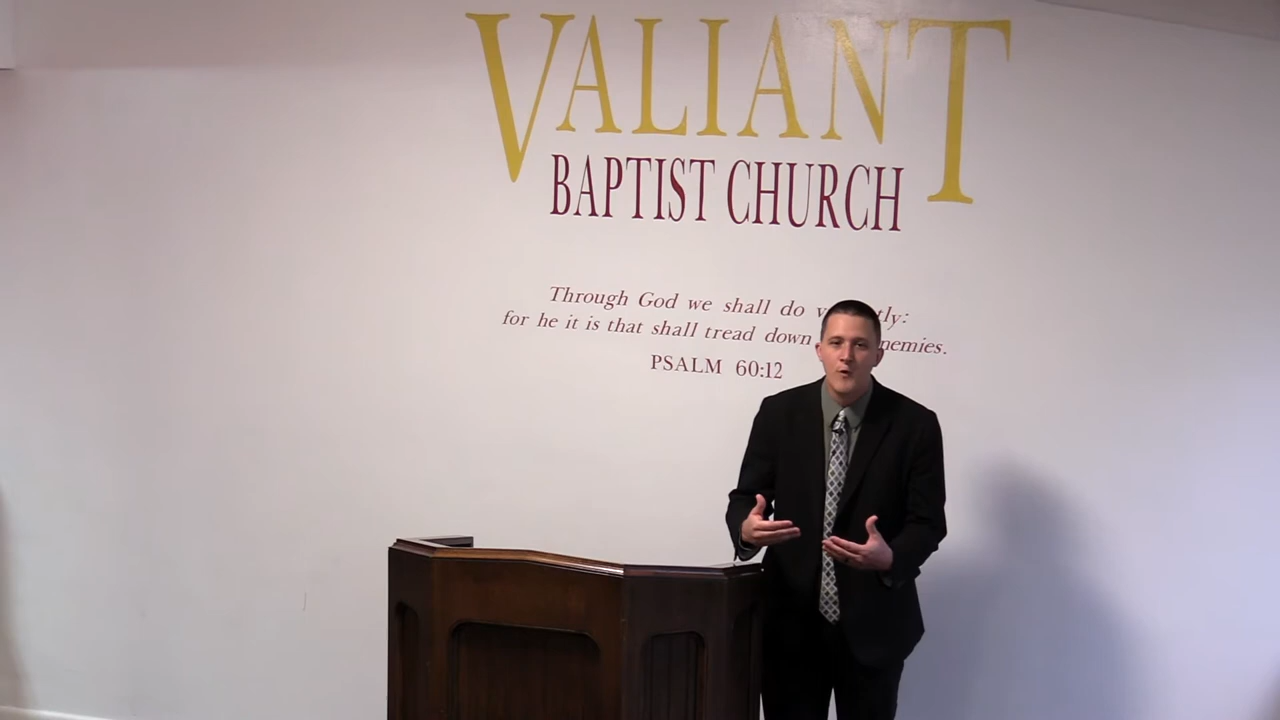 VALIANT
BAPTIST CHURCH
Through God we shall do
for he it is that shall tread down
PSALM 60:12